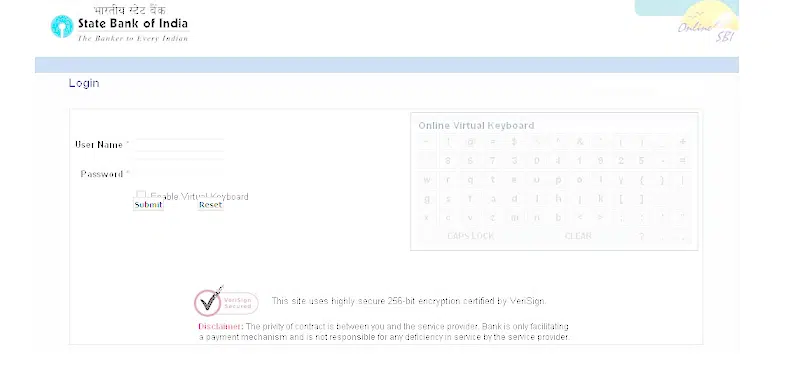 भारतीय स्टेट बैंक
State Bank of India
The Banker to Every Indian
Online
SBI
Login
Online Virtual Keyboard
User Name *
Password *
Enable Virtual Keyboard
Submit Reset
~ ! @ # $ % ^ & * ( ) _ +
8 6 7 3 0 4 1 9 2 5 - =
w r q t e u p o i y { } |
g s f a d l h j k [ ]
x c v z m n b < >
CAPS LOCK CLEAR ?
VeriSign
Secured
This site uses highly secure 256-bit encryption certified by VeriSign.
Disclaimer: The privity of contract is between you and the service provider. Bank is only facilitating
a payment mechanism and is not responsible for any deficiency in service by the service provider.